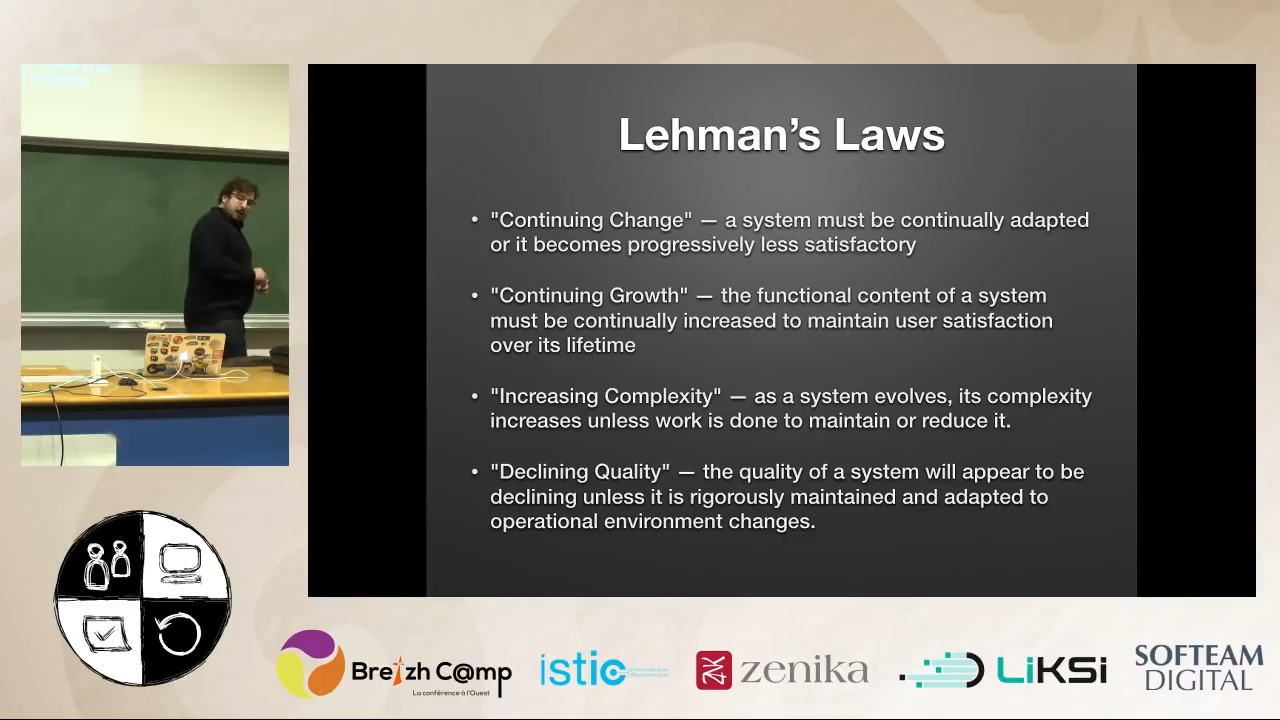 Lehman's Laws
• "Continuing Change" — a system must be continually adapted
or it becomes progressively less satisfactory
• "Continuing Growth" — the functional content of a system
must be continually increased to maintain user satisfaction
over its lifetime
• "Increasing Complexity" — as a system evolves, its complexity
increases unless work is done to maintain or reduce it.
• "Declining Quality" — the quality of a system will appear to be
declining unless it is rigorously maintained and adapted to
operational environment changes.
Breizh C@mp
La conférence à l'Ouest
istic
Informatique
Electronique
zenika
LiKSi
SOFTEAM
DIGITAL